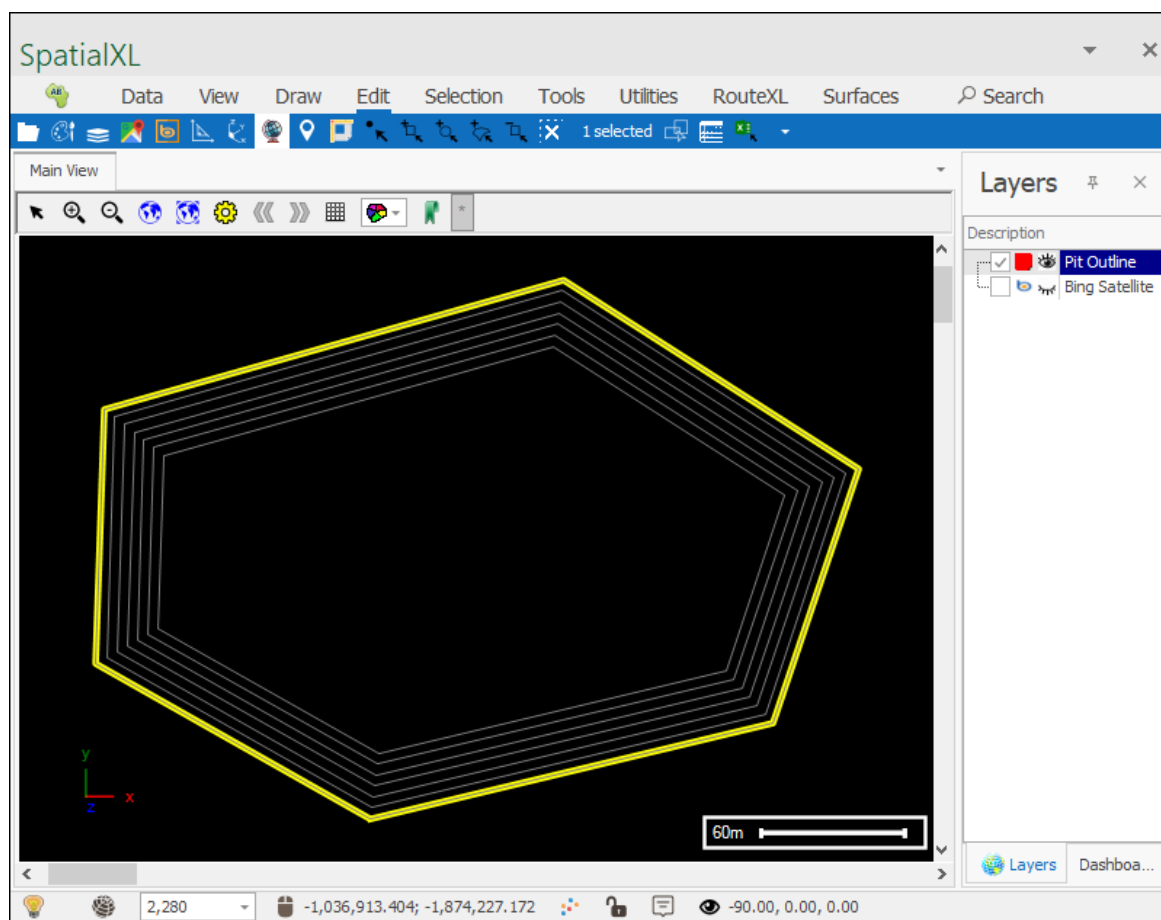 SpatialXL
AB Data View Draw Edit Selection Tools Utilities RouteXL Surfaces Search
1 selected
Main View
Layers
*
Description
Pit Outline
Bing Satellite
y
x
z
60m
Layers Dashboa...
2,280 -1,036,913.404; -1,874,227.172 -90.00, 0.00, 0.00